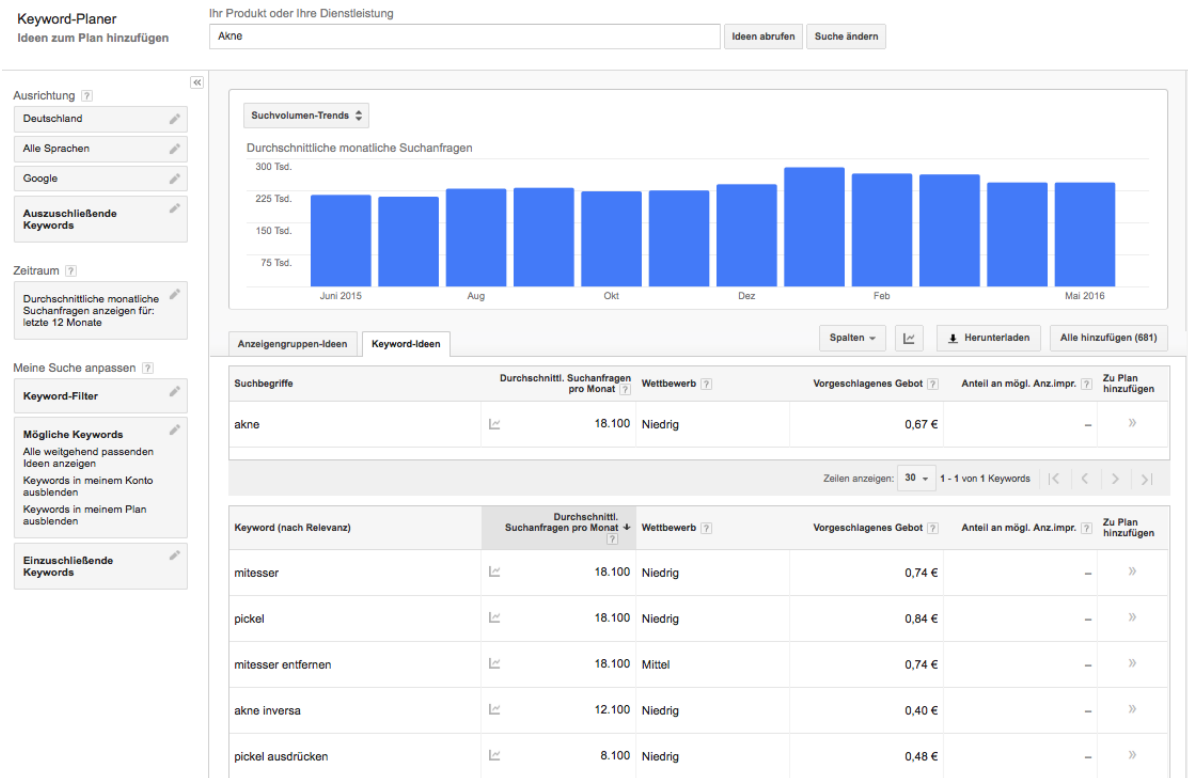 Keyword-Planer
Ideen zum Plan hinzufügen
Ihr Produkt oder Ihre Dienstleistung
Akne
Ideen abrufen
Suche ändern
«
Ausrichtung ?
Deutschland
Alle Sprachen
Google
Auszuschließende
Keywords
Zeitraum ?
Durchschnittliche monatliche
Suchanfragen anzeigen für:
letzte 12 Monate
Meine Suche anpassen ?
Keyword-Filter
Mögliche Keywords
Alle weitgehend passenden
Ideen anzeigen
Keywords in meinem Konto
ausblenden
Keywords in meinem Plan
ausblenden
Einzuschließende
Keywords
Suchvolumen-Trends
Durchschnittliche monatliche Suchanfragen
300 Tsd.
225 Tsd.
150 Tsd.
75 Tsd.
Juni 2015 Aug Okt Dez Feb Mai 2016
Anzeigengruppen-Ideen Keyword-Ideen
Spalten Herunterladen Alle hinzufügen (681)
Suchbegriffe
Durchschnittl. Suchanfragen
pro Monat ?
Wettbewerb ?
Vorgeschlagenes Gebot ?
Anteil an mögl. Anz.impr. ?
Zu Plan
hinzufügen
akne 18.100 Niedrig 0,67 € – »
Zeilen anzeigen: 30 1 - 1 von 1 Keywords
Keyword (nach Relevanz)
Durchschnittl.
Suchanfragen pro Monat ↓
?
Wettbewerb ?
Vorgeschlagenes Gebot ?
Anteil an mögl. Anz.impr. ?
Zu Plan
hinzufügen
mitesser 18.100 Niedrig 0,74 € – »
pickel 18.100 Niedrig 0,84 € – »
mitesser entfernen 18.100 Mittel 0,74 € – »
akne inversa 12.100 Niedrig 0,40 € – »
pickel ausdrücken 8.100 Niedrig 0,48 € – »